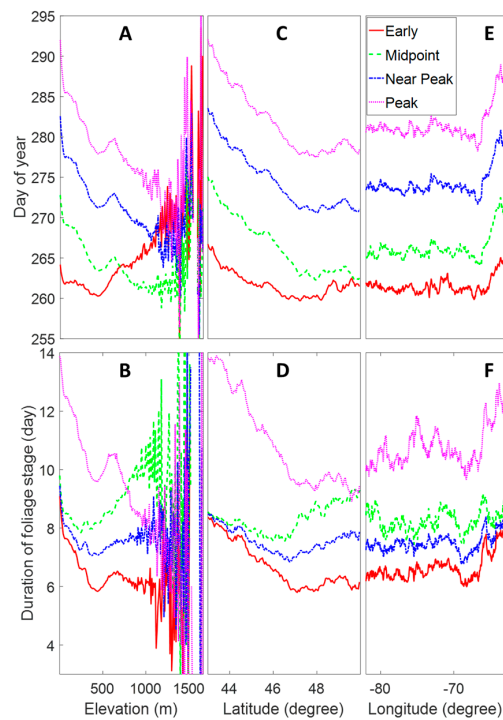 A
C
E
Early
Midpoint
Near Peak
Peak
Day of year
295
290
285
280
275
270
265
260
255
B
D
F
Duration of foliage stage (day)
14
12
10
8
6
4
500 1000 1500
44 46 48
-80 -70
Elevation (m) Latitude (degree) Longitude (degree)